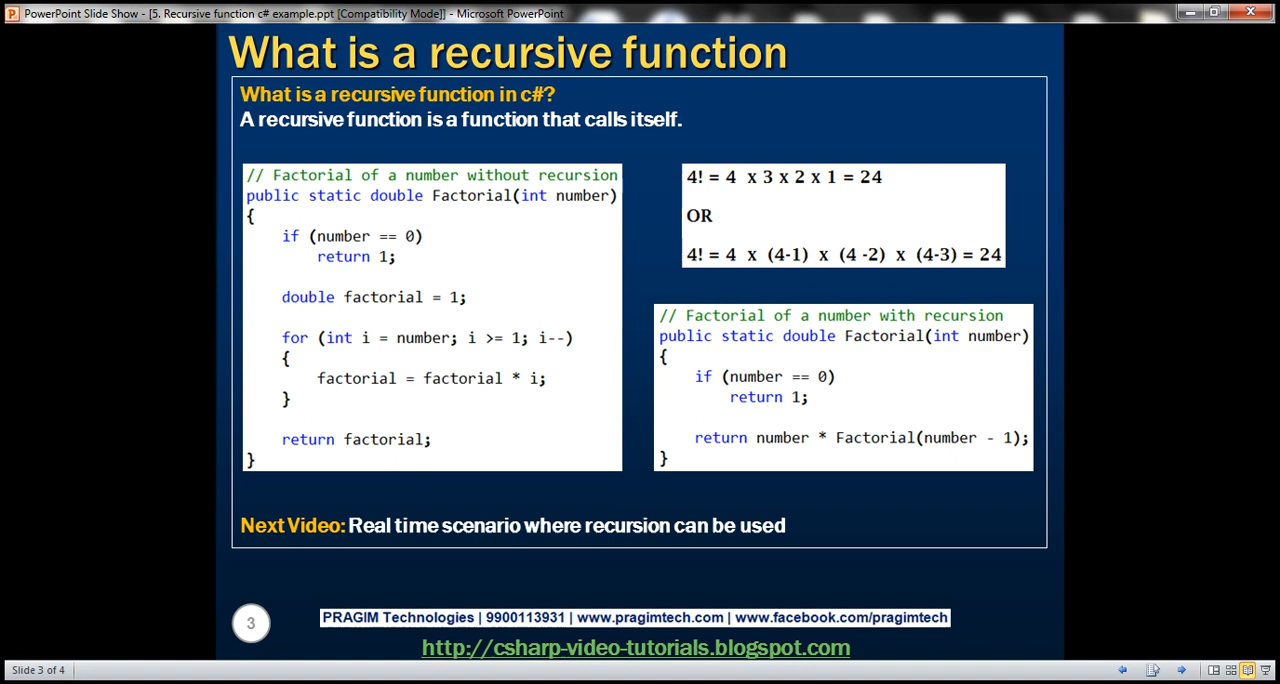 PowerPoint Slide Show - [5. Recursive function c# example.ppt [Compatibility Mode]] - Microsoft PowerPoint
What is a recursive function
What is a recursive function in c#?
A recursive function is a function that calls itself.
// Factorial of a number without recursion
public static double Factorial(int number)
{
    if (number == 0)
        return 1;
    double factorial = 1;
    for (int i = number; i >= 1; i--)
    {
        factorial = factorial * i;
    }
    return factorial;
}
4! = 4 x 3 x 2 x 1 = 24
OR
4! = 4 x (4-1) x (4 -2) x (4-3) = 24
// Factorial of a number with recursion
public static double Factorial(int number)
{
    if (number == 0)
        return 1;
    return number * Factorial(number - 1);
}
Next Video: Real time scenario where recursion can be used
3
PRAGIM Technologies | 9900113931 | www.pragimtech.com | www.facebook.com/pragimtech
http://csharp-video-tutorials.blogspot.com
Slide 3 of 4